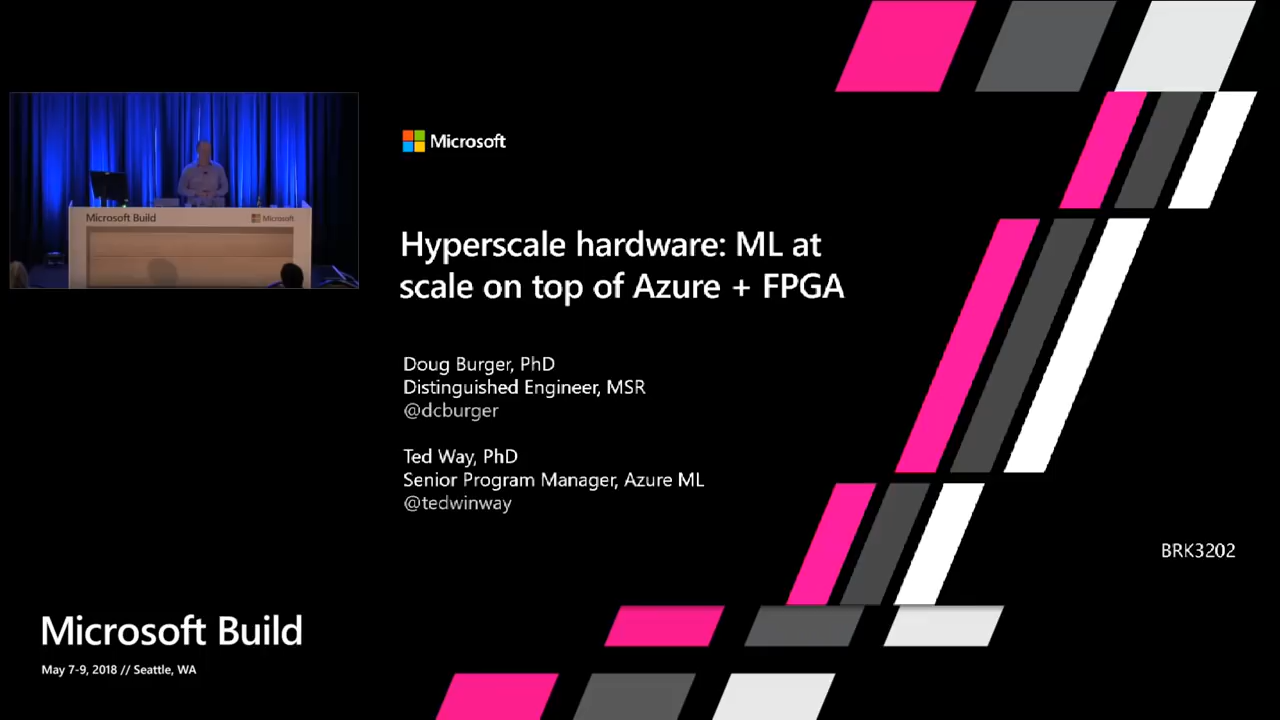 Microsoft Build
Microsoft
Microsoft
Hyperscale hardware: ML at
scale on top of Azure + FPGA
Doug Burger, PhD
Distinguished Engineer, MSR
@dcburger
Ted Way, PhD
Senior Program Manager, Azure ML
@tedwinway
BRK3202
Microsoft Build
May 7-9, 2018 // Seattle, WA